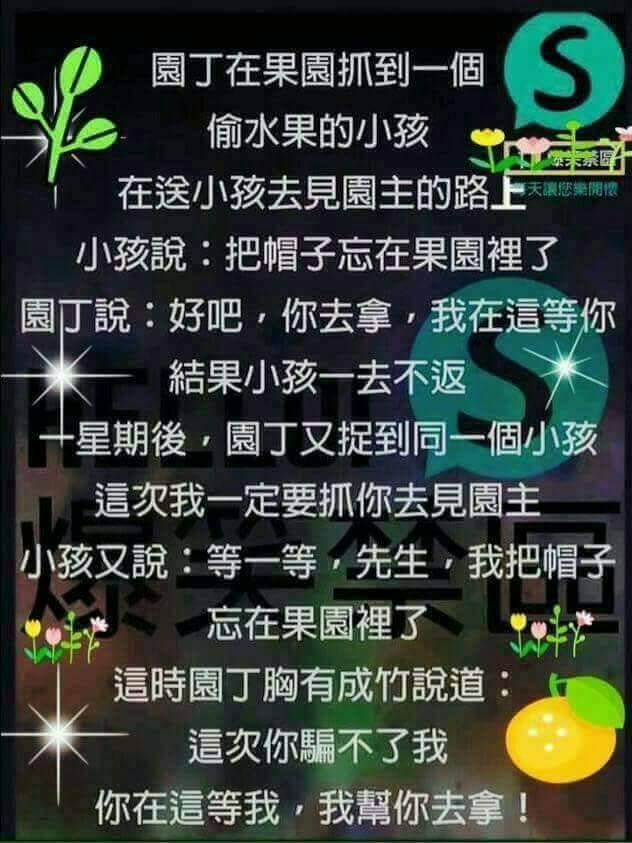 園丁在果園抓到一個
偷水果的小孩
在送小孩去見園主的路上
小孩說：把帽子忘在果園裡了
園丁說：好吧，你去拿，我在這等你
結果小孩一去不返
一星期後，園丁又捉到同一個小孩
這次我一定要抓你去見園主
小孩又說：等一等，先生，我把帽子
忘在果園裡了
這時園丁胸有成竹說道：
這次你騙不了我
你在這等我，我幫你去拿！
S
爆笑禁區
天讓您樂開懷
HELLO!
S
爆笑禁區